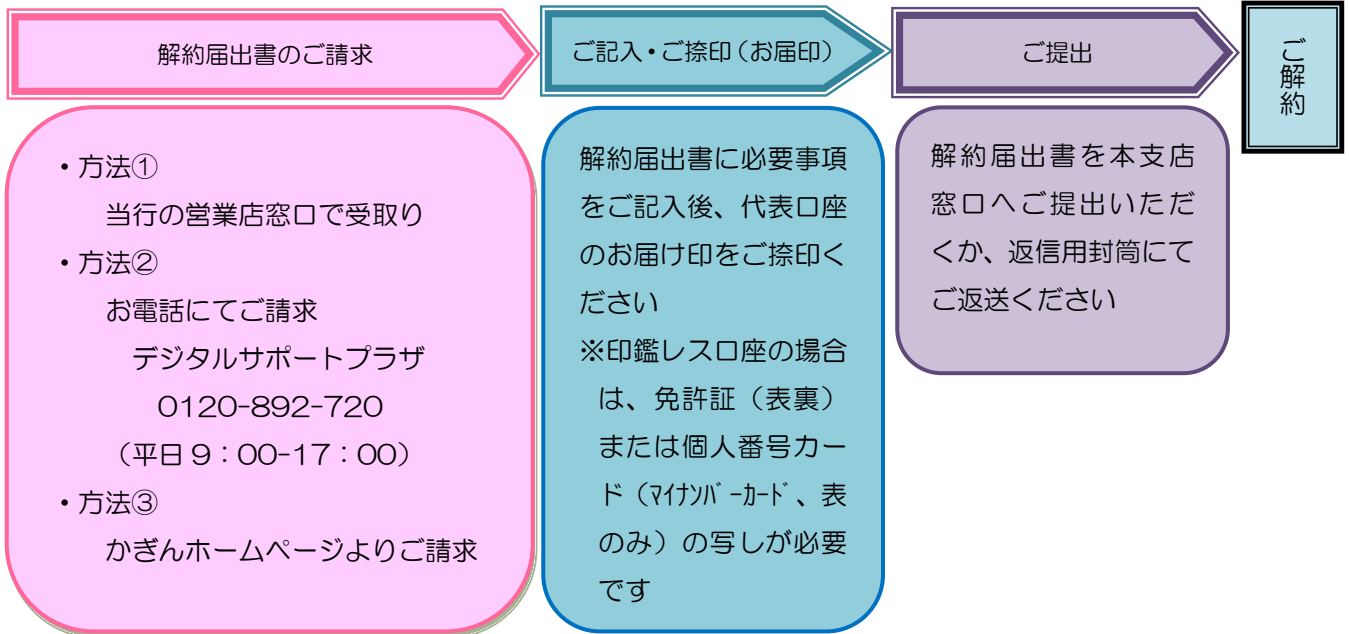 解約届出書のご請求
ご記入・ご捺印(お届印)
ご提出
ご解約
・方法①
当行の営業店窓口で受取り
・方法②
お電話にてご請求
デジタルサポートプラザ
0120-892-720
(平日9:00-17:00)
・方法③
かぎんホームページよりご請求
解約届出書に必要事項
をご記入後、代表口座
のお届け印をご捺印く
ださい
※印鑑レス口座の場合
は、免許証(表裏)
または個人番号カー
ド(ﾏｲﾅﾝﾊﾞｰｶｰﾄﾞ、表
のみ)の写しが必要
です
解約届出書を本支店
窓口へご提出いただ
くか、返信用封筒にて
ご返送ください